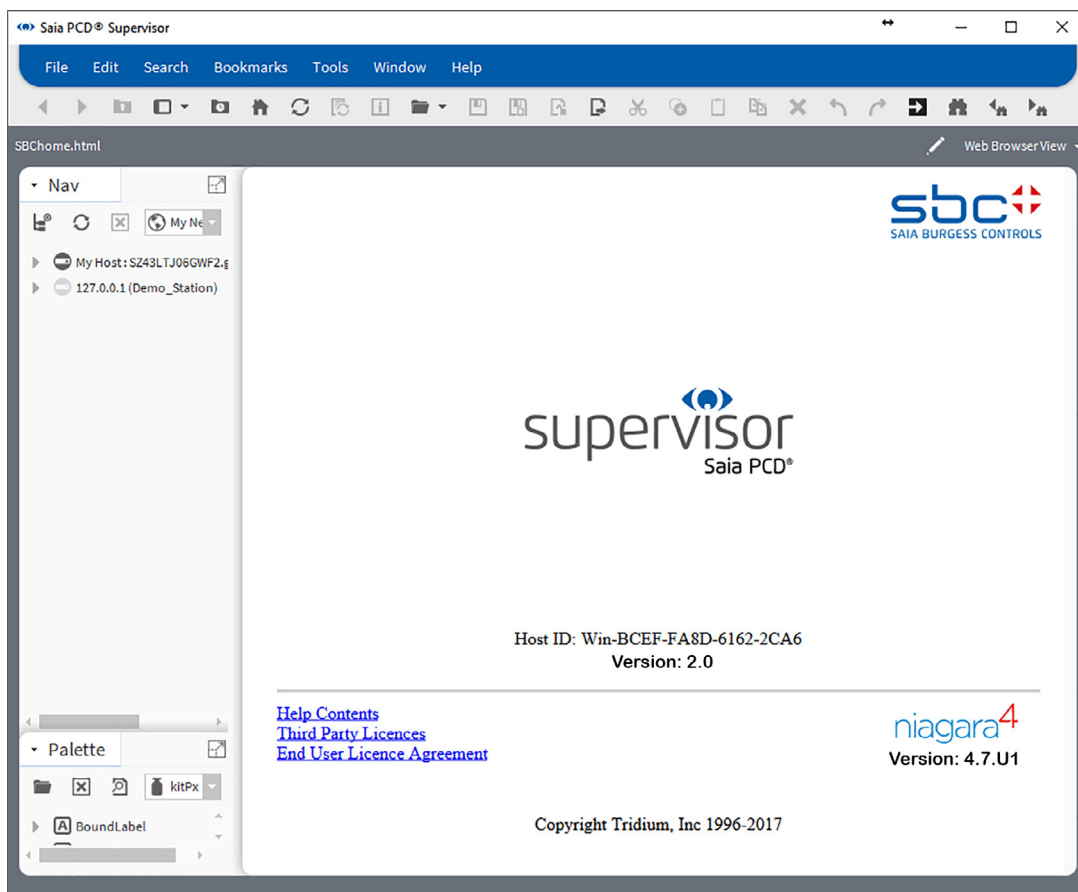 Saia PCD® Supervisor
File Edit Search Bookmarks Tools Window Help
SBChome.html
Web Browser View
Nav
My Ne
My Host : SZ43LTJ06GWF2.g
127.0.0.1 (Demo_Station)
sbc
SAIA BURGESS CONTROLS
supervisor
Saia PCD®
Host ID: Win-BCEF-FA8D-6162-2CA6
Version: 2.0
Help Contents
Third Party Licences
End User Licence Agreement
niagara4
Version: 4.7.U1
Palette
kitPx
A BoundLabel
Copyright Tridium, Inc 1996-2017